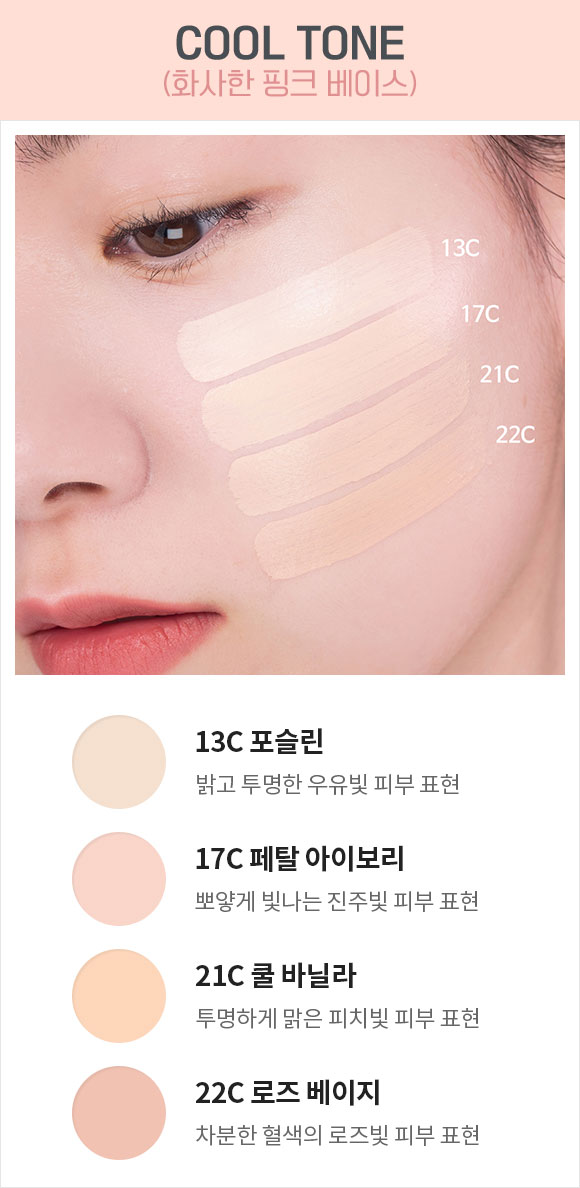 COOL TONE
(화사한 핑크 베이스)
13C
17C
21C
22C
13C 포슬린
밝고 투명한 우유빛 피부 표현
17C 페탈 아이보리
뽀얗게 빛나는 진주빛 피부 표현
21C 쿨 바닐라
투명하게 맑은 피치빛 피부 표현
22C 로즈 베이지
차분한 혈색의 로즈빛 피부 표현